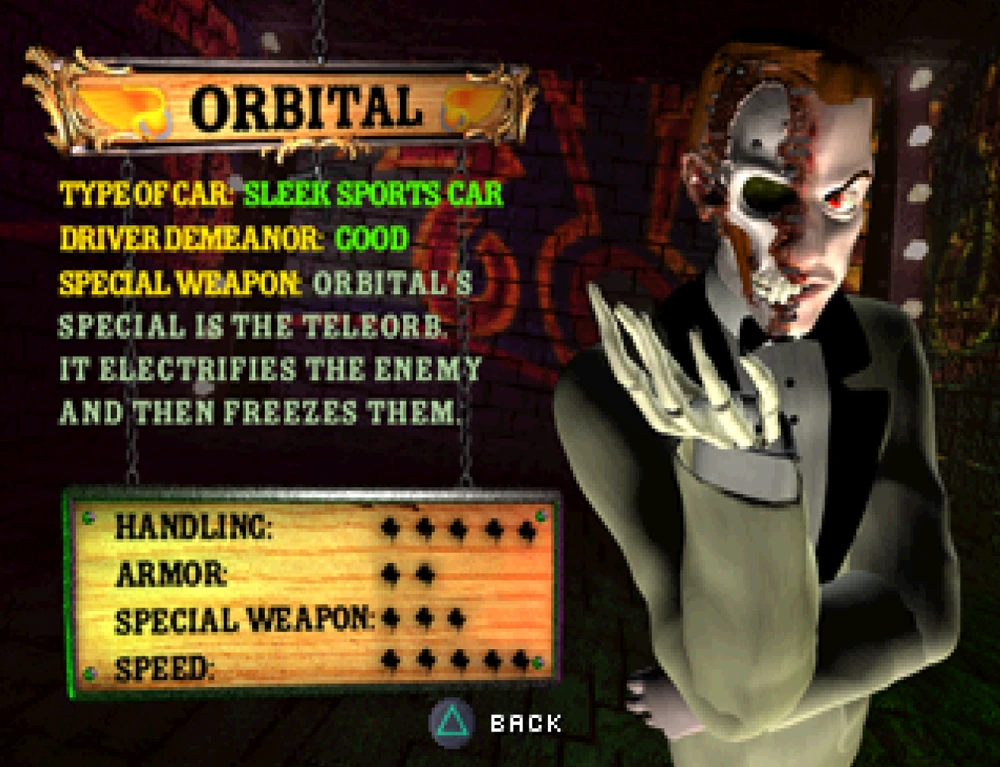 ORBITAL
TYPE OF CAR: SLEEK SPORTS CAR
DRIVER DEMEANOR: GOOD
SPECIAL WEAPON: ORBITAL'S
SPECIAL IS THE TELEORB.
IT ELECTRIFIES THE ENEMY
AND THEN FREEZES THEM.
HANDLING:
ARMOR:
SPECIAL WEAPON:
SPEED:
BACK